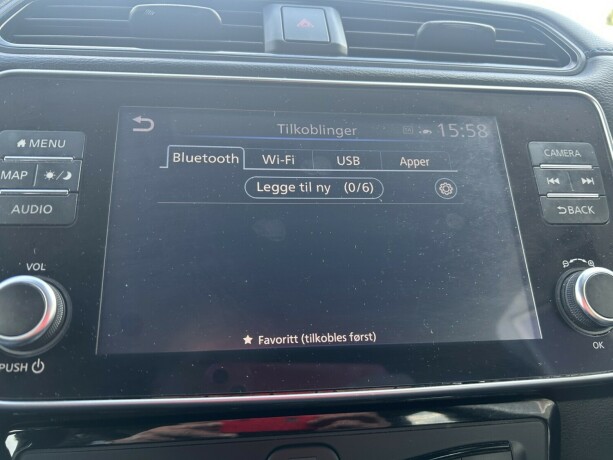 MENU
MAP
AUDIO
VOL
PUSH
Tilkoblinger
15:58
Bluetooth Wi-Fi USB Apper
Legge til ny (0/6)
★ Favoritt (tilkobles først)
CAMERA
BACK
OK